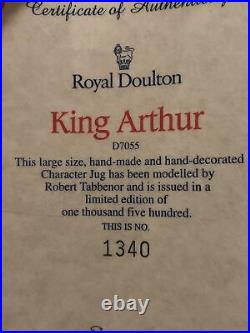 Certificate of Authenticity
Royal Doulton
King Arthur
D7055
This large size, hand-made and hand-decorated
Character Jug has been modelled by
Robert Tabbenor and is issued in a
limited edition of
one thousand five hundred.
THIS IS NO.
1340